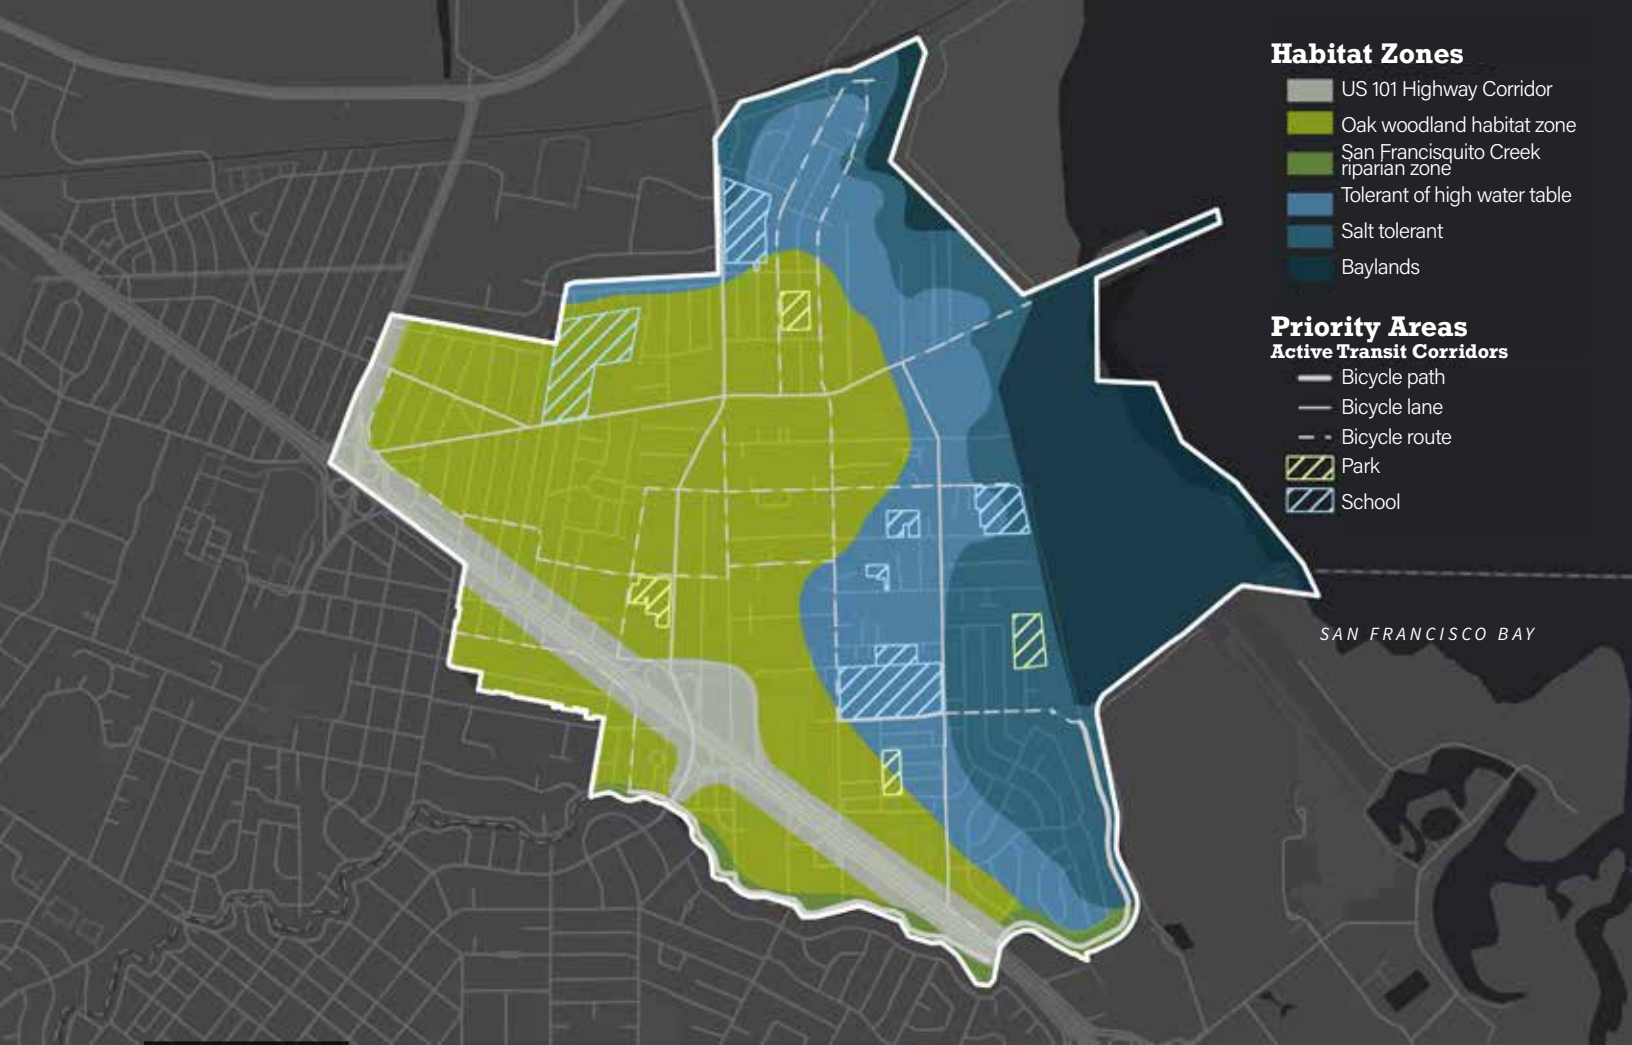 Habitat Zones
US 101 Highway Corridor
Oak woodland habitat zone
San Francisquito Creek
riparian zone
Tolerant of high water table
Salt tolerant
Baylands
Priority Areas
Active Transit Corridors
Bicycle path
Bicycle lane
Bicycle route
Park
School
SAN FRANCISCO BAY